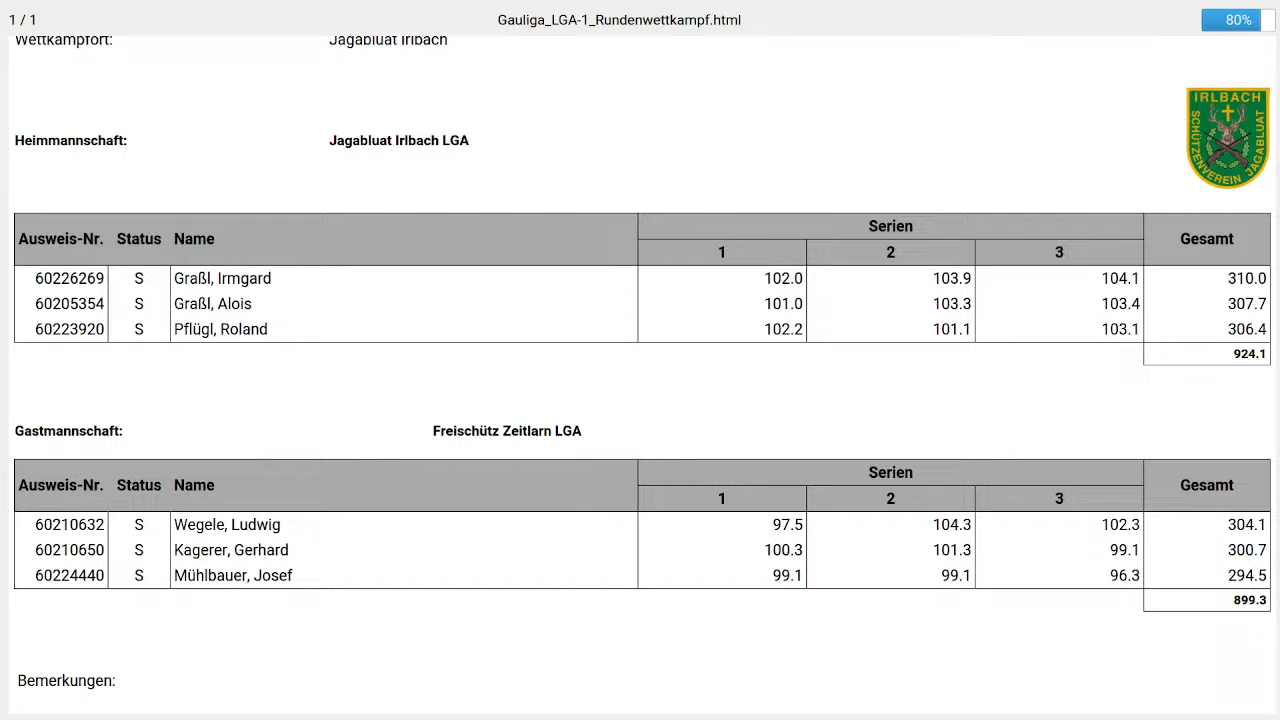 1 / 1 Gauliga_LGA-1_Rundenwettkampf.html 80%
Wettkampfort: Jagabluat Irlbach
IRLBACH
SCHÜTZENVEREIN JAGABLUAT
Heimmannschaft: Jagabluat Irlbach LGA
Ausweis-Nr. Status Name Serien Gesamt
1 2 3
60226269 S Graßl, Irmgard 102.0 103.9 104.1 310.0
60205354 S Graßl, Alois 101.0 103.3 103.4 307.7
60223920 S Pflügl, Roland 102.2 101.1 103.1 306.4
924.1
Gastmannschaft: Freischütz Zeitlarn LGA
Ausweis-Nr. Status Name Serien Gesamt
1 2 3
60210632 S Wegele, Ludwig 97.5 104.3 102.3 304.1
60210650 S Kagerer, Gerhard 100.3 101.3 99.1 300.7
60224440 S Mühlbauer, Josef 99.1 99.1 96.3 294.5
899.3
Bemerkungen: